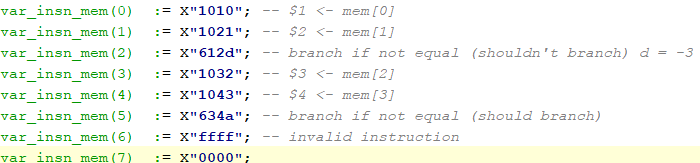 var_insn_mem(0) := X"1010"; -- $1 <- mem[0]
var_insn_mem(1) := X"1021"; -- $2 <- mem[1]
var_insn_mem(2) := X"612d"; -- branch if not equal (shouldn't branch) d = -3
var_insn_mem(3) := X"1032"; -- $3 <- mem[2]
var_insn_mem(4) := X"1043"; -- $4 <- mem[3]
var_insn_mem(5) := X"634a"; -- branch if not equal (should branch)
var_insn_mem(6) := X"ffff"; -- invalid instruction
var_insn_mem(7) := X"0000";